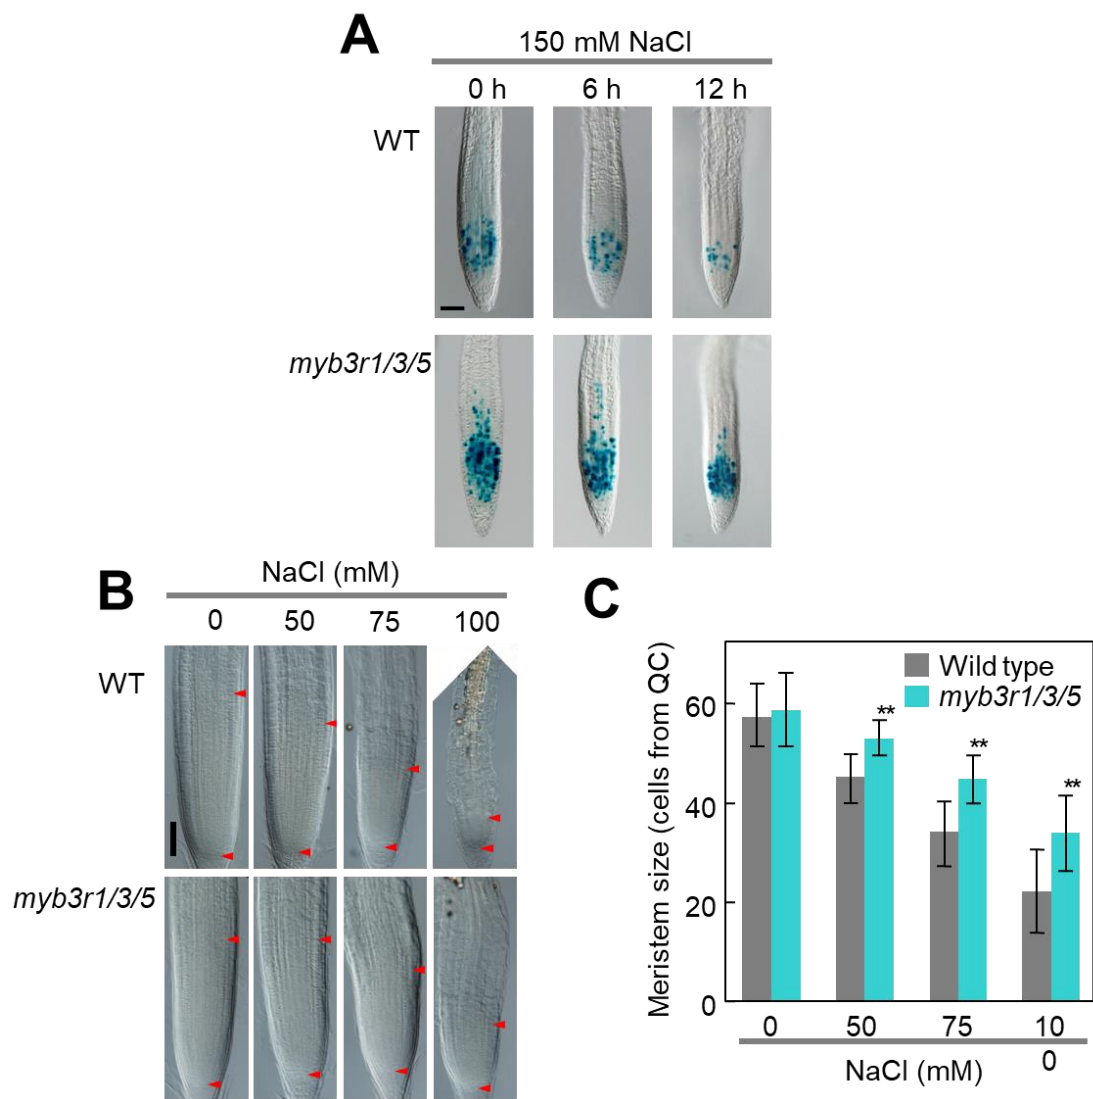 A
150 mM NaCl
0 h 6 h 12 h
WT
myb3r1/3/5
B
NaCl (mM)
0 50 75 100
WT
myb3r1/3/5
C
Wild type
myb3r1/3/5
Meristem size (cells from QC)
60
40
20
0
** ** **
0 50 75 10
0
NaCl (mM)